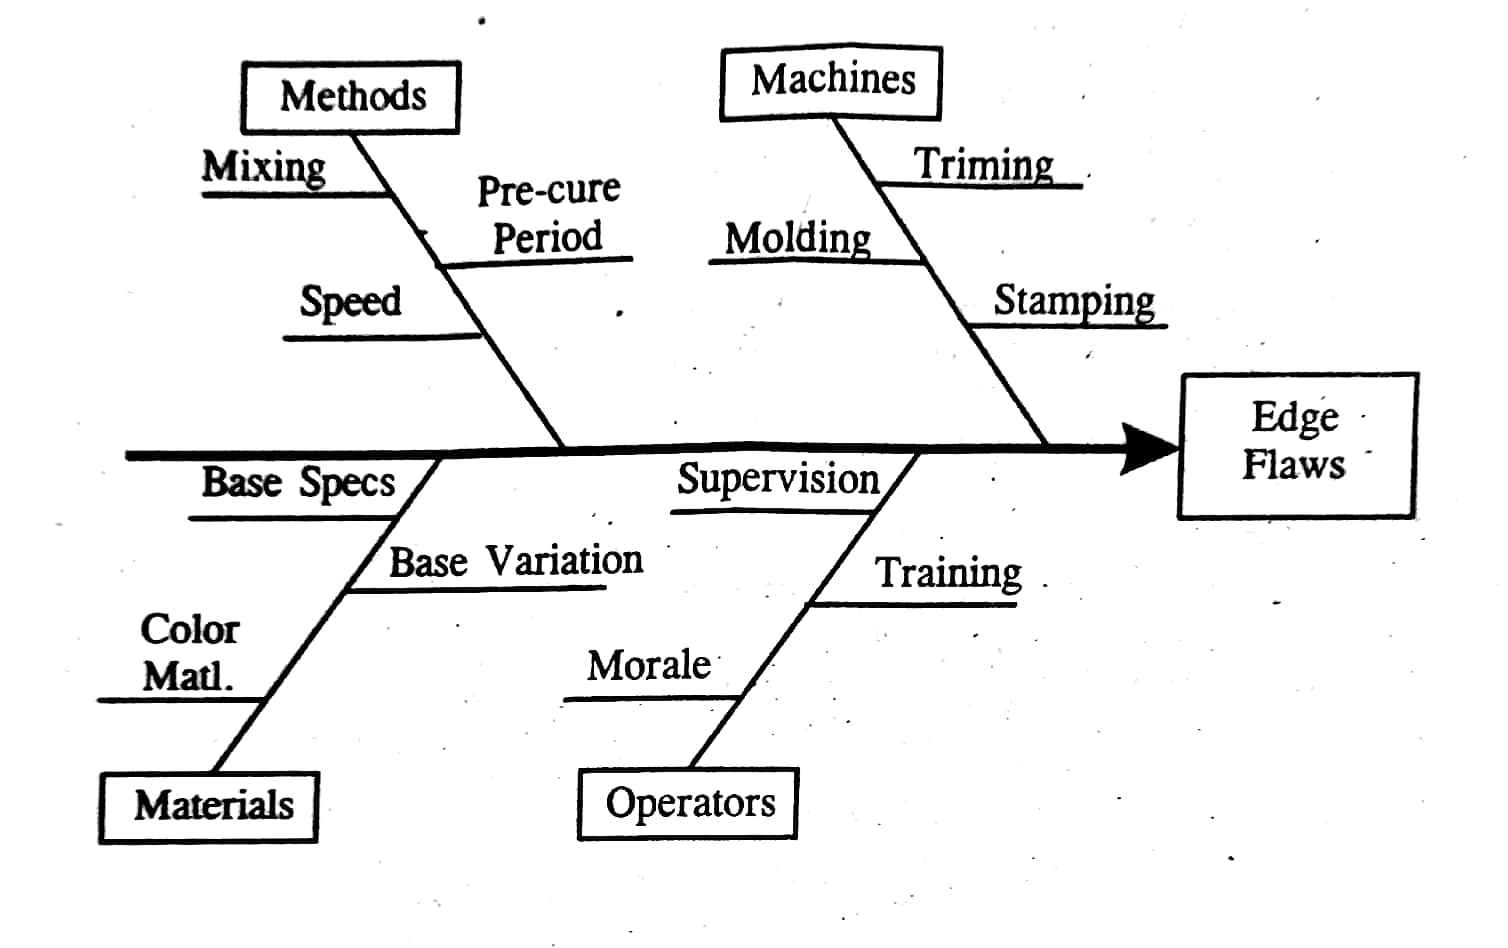 Methods
Machines
Mixing
Pre-cure
Period
Triming
Molding
Speed
Stamping
Edge
Flaws
Base Specs
Supervision
Base Variation
Training
Color
Matl.
Morale
Materials
Operators